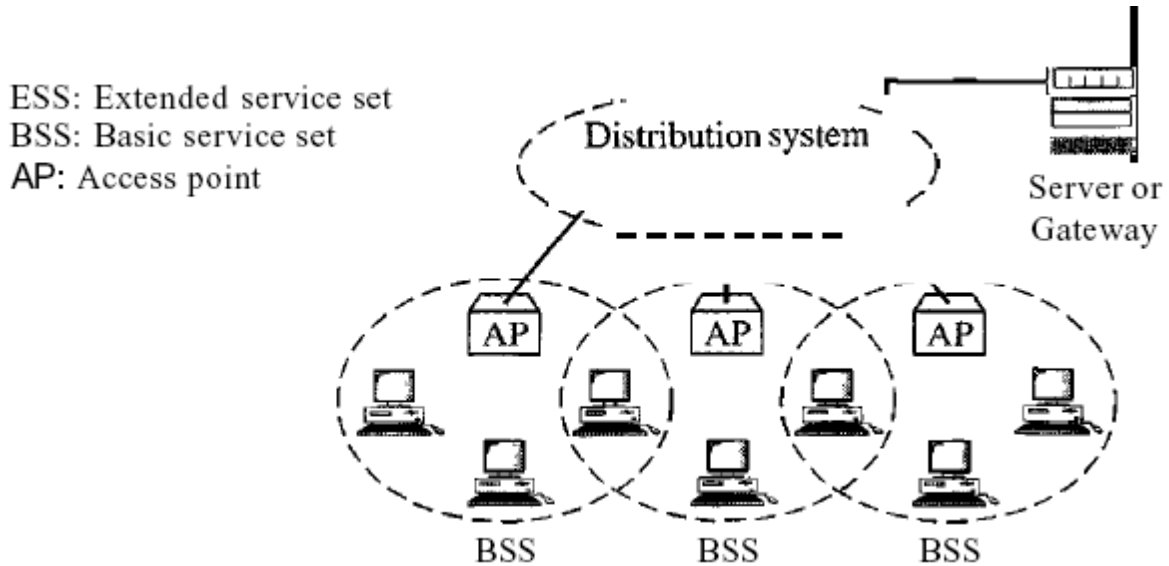 ESS: Extended service set
BSS: Basic service set
AP: Access point
Distribution system
Server or
Gateway
AP AP AP
BSS BSS BSS